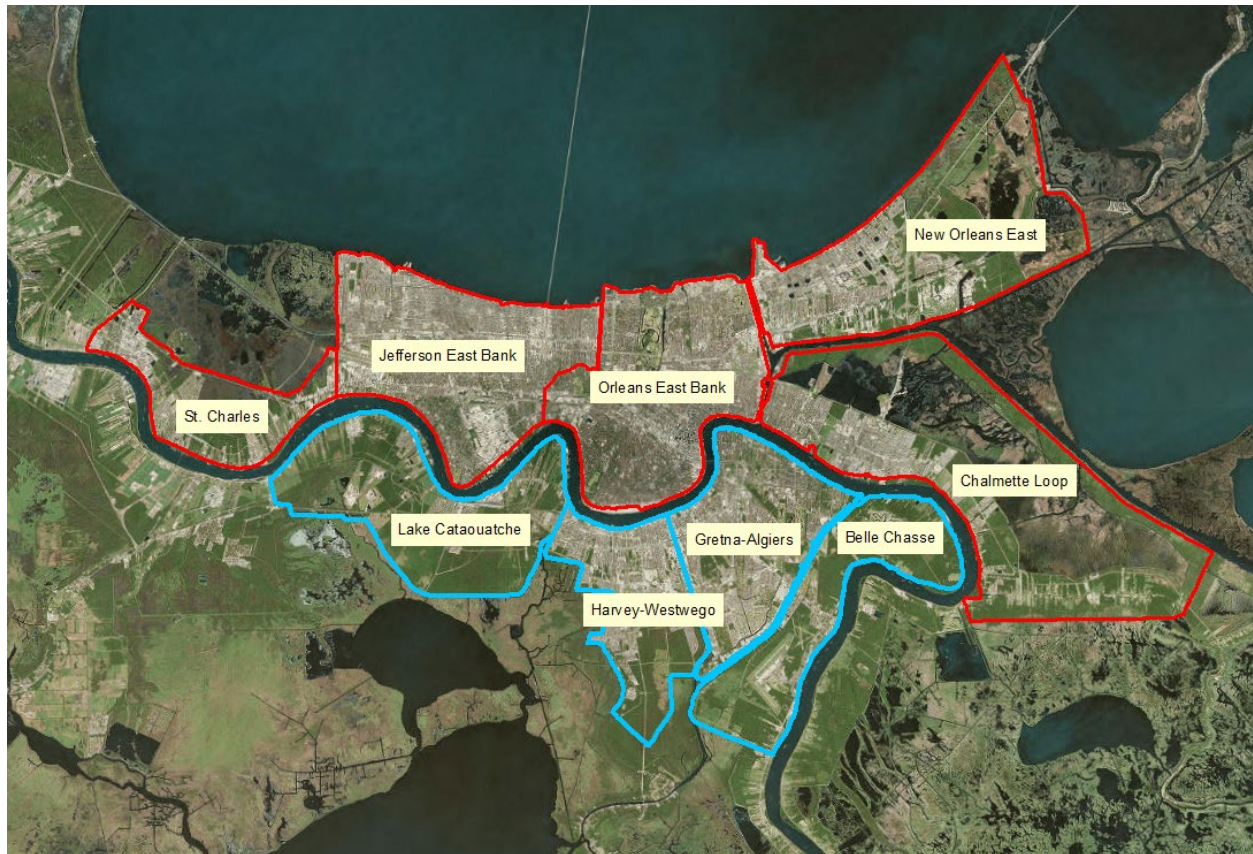 New Orleans East
Jefferson East Bank
Orleans East Bank
St. Charles
Chalmette Loop
Lake Cataouatche
Gretna-Algiers
Belle Chasse
Harvey-Westwego